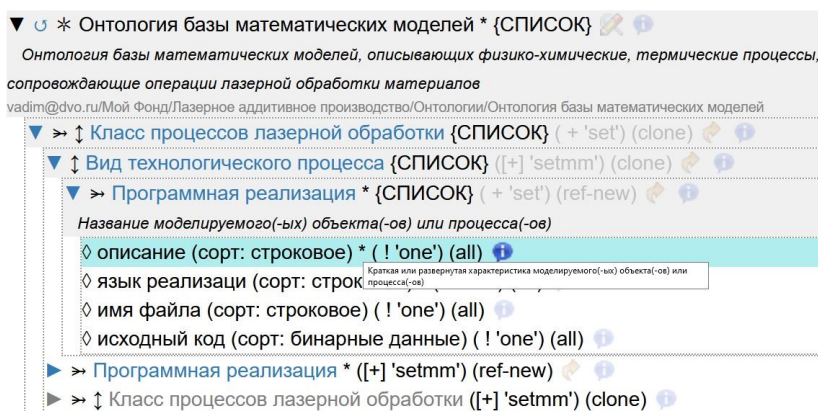 ▼ ↺ ✳ Онтология базы математических моделей * {СПИСОК}
Онтология базы математических моделей, описывающих физико-химические, термические процессы,
сопровождающие операции лазерной обработки материалов
vadim@dvo.ru/Мой Фонд/Лазерное аддитивное производство/Онтологии/Онтология базы математических моделей
▼ ↣ ↕ Класс процессов лазерной обработки {СПИСОК} ( + 'set') (clone)
▼ ↕ Вид технологического процесса {СПИСОК} ([+] 'setmm') (clone)
▼ ↣ Программная реализация * {СПИСОК} ( + 'set') (ref-new)
Название моделируемого(-ых) объекта(-ов) или процесса(-ов)
◊ описание (сорт: строковое) * ( ! 'one') (all)
Краткая или развернутая характеристика моделируемого(-ых) объекта(-ов) или
процесса(-ов)
◊ язык реализаци (сорт: строк
◊ имя файла (сорт: строковое) ( ! 'one') (all)
◊ исходный код (сорт: бинарные данные) ( ! 'one') (all)
▶ ↣ Программная реализация * ([+] 'setmm') (ref-new)
▶ ↣ ↕ Класс процессов лазерной обработки ([+] 'setmm') (clone)